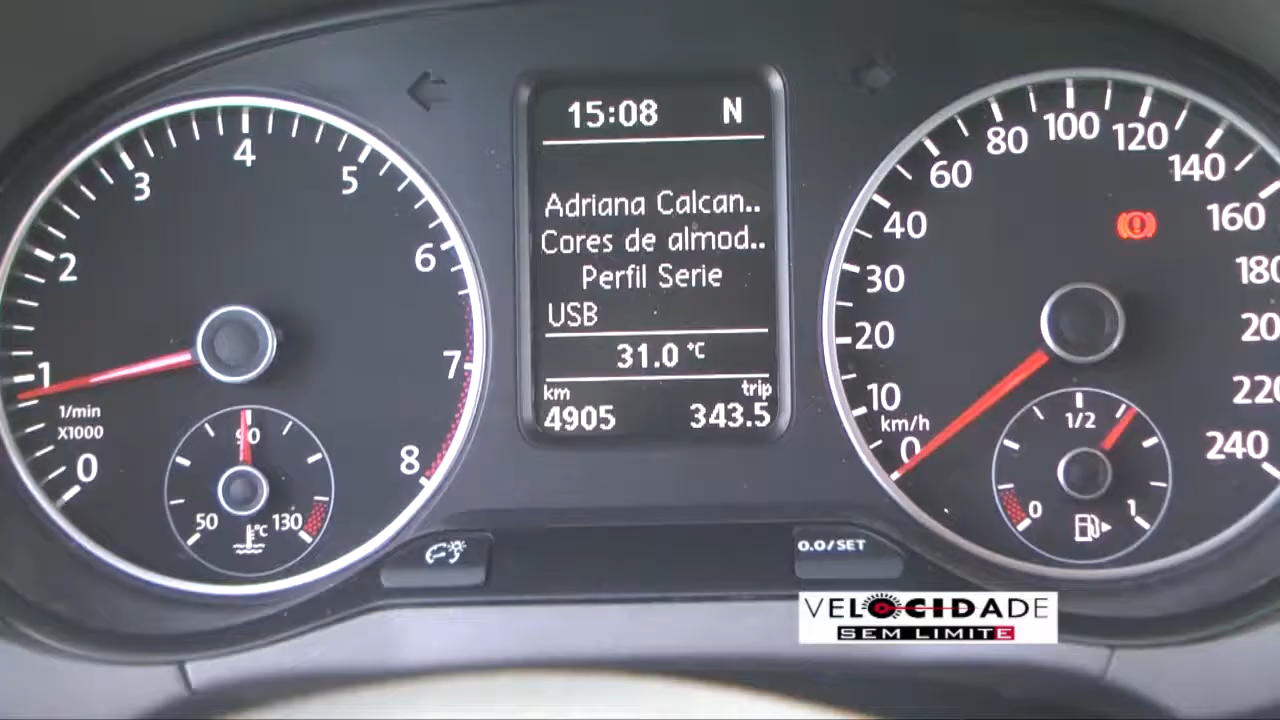 15:08 N
Adriana Calcan..
Cores de almod..
Perfil Serie
USB
31.0 °C
km trip
4905 343.5
0 1 2 3 4 5 6 7 8
1/min
X1000
50 90 130
°C
0 10 20 30 40 60 80 100 120 140 160 180 20 220 240
km/h
0 1/2 1
0.0/SET
VELOCIDADE
SEM LIMITE